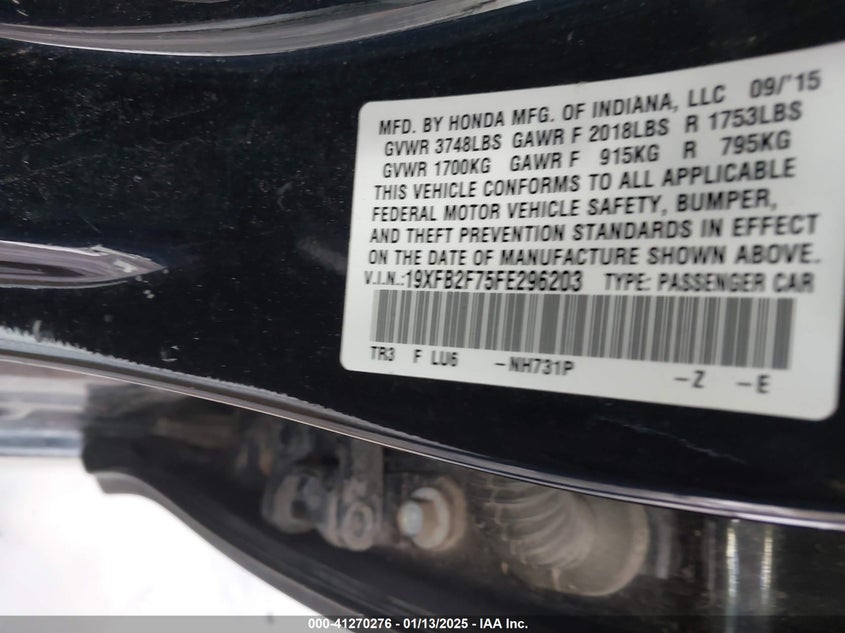 MFD. BY HONDA MFG. OF INDIANA, LLC 09/'15
GVWR 3748LBS GAWR F 2018LBS R 1753LBS
GVWR 1700KG GAWR F 915KG R 795KG
THIS VEHICLE CONFORMS TO ALL APPLICABLE
FEDERAL MOTOR VEHICLE SAFETY, BUMPER,
AND THEFT PREVENTION STANDARDS IN EFFECT
ON THE DATE OF MANUFACTURE SHOWN ABOVE.
V.I.N.:19XFB2F75FE296203 TYPE: PASSENGER CAR
TR3 F LU6 -NH731P -Z -E
000-41270276 - 01/13/2025 - IAA Inc.